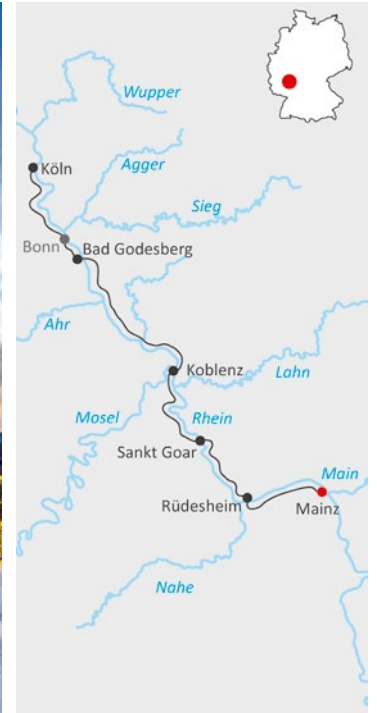 Wupper
Köln
Agger
Sieg
Bonn
Bad Godesberg
Ahr
Koblenz
Lahn
Mosel
Rhein
Sankt Goar
Main
Rüdesheim
Mainz
Nahe